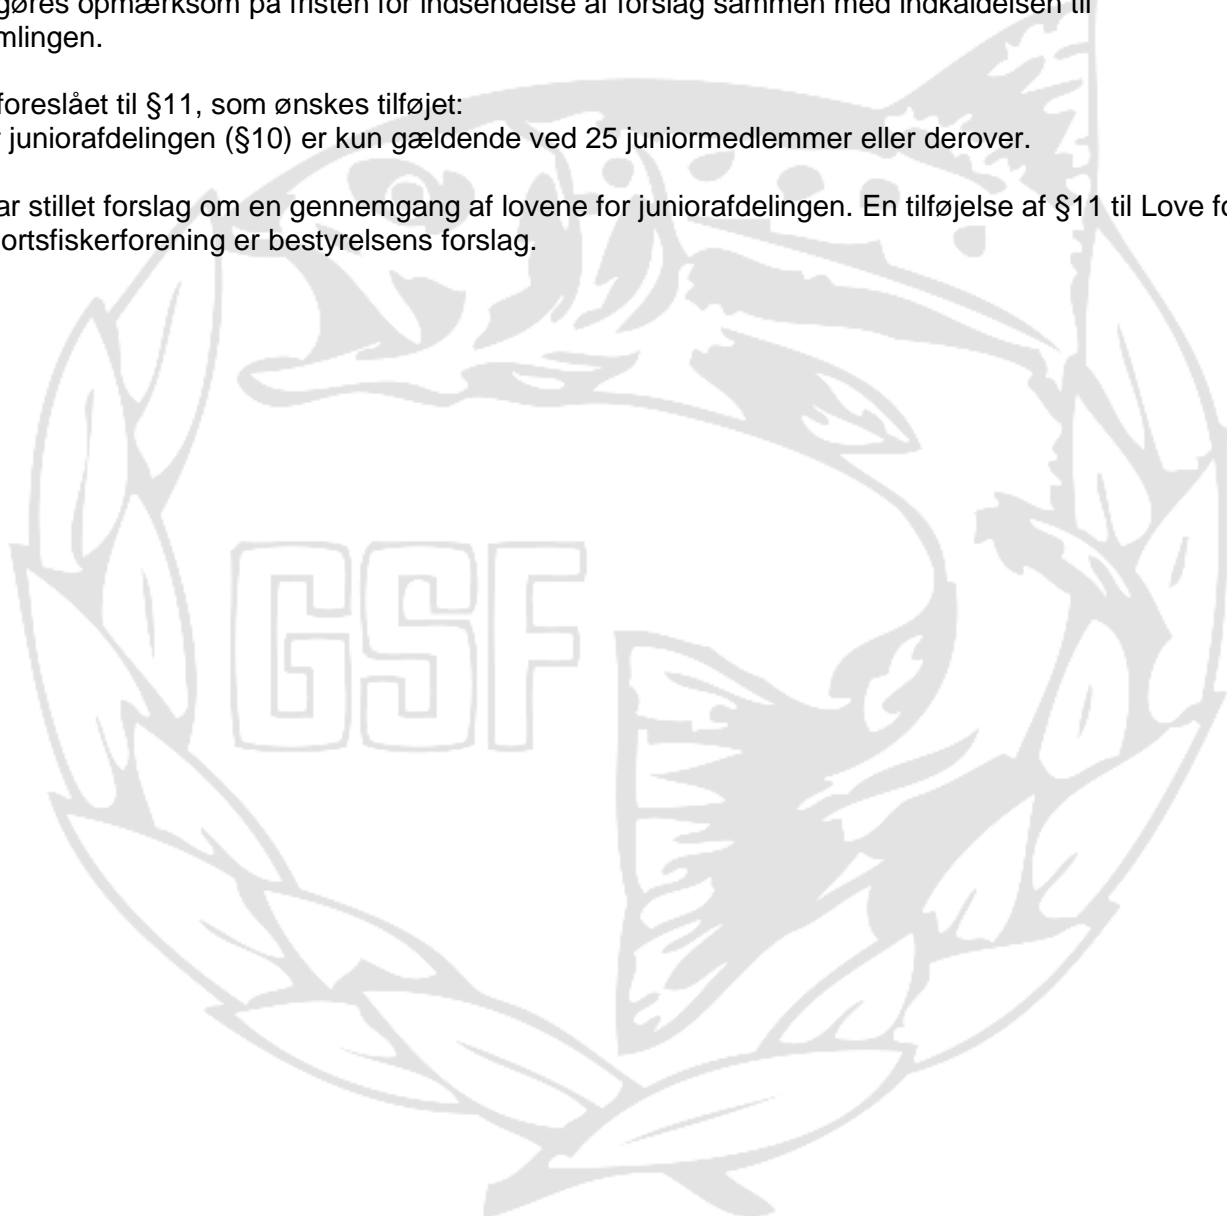 gøres opmærksom på fristen for indsendelse af forslag sammen med indkaldelsen til
mlingen.
foreslået til §11, som ønskes tilføjet:
juniorafdelingen (§10) er kun gældende ved 25 juniormedlemmer eller derover.
ar stillet forslag om en gennemgang af lovene for juniorafdelingen. En tilføjelse af §11 til Love fo
ortsfiskerforening er bestyrelsens forslag.
GSF